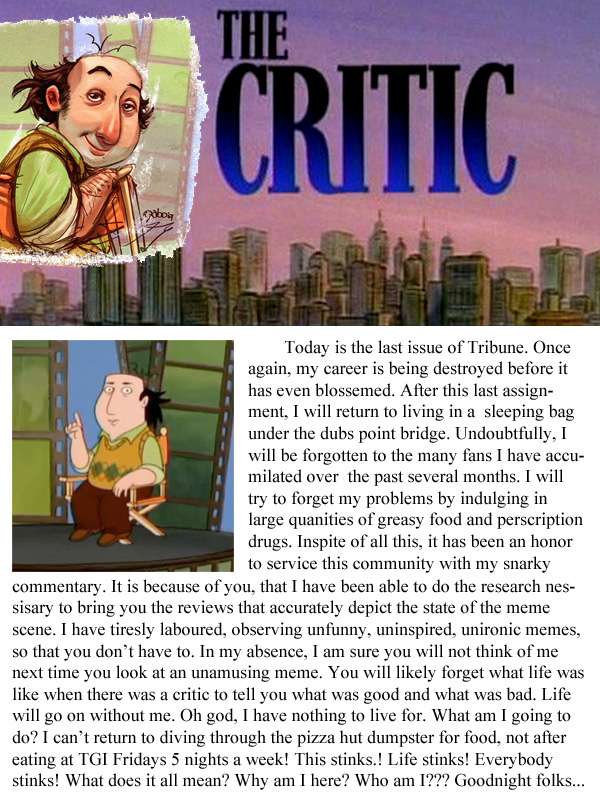 THE
CRITIC
Today is the last issue of Tribune. Once
again, my career is being destroyed before it
has even blossemed. After this last assign-
ment, I will return to living in a  sleeping bag
under the dubs point bridge. Undoubtfully, I
will be forgotten to the many fans I have accu-
milated over  the past several months. I will
try to forget my problems by indulging in
large quanities of greasy food and perscription
drugs. Inspite of all this, it has been an honor
to service this community with my snarky
commentary. It is because of you, that I have been able to do the research nes-
sisary to bring you the reviews that accurately depict the state of the meme
scene. I have tiresly laboured, observing unfunny, uninspired, unironic memes,
so that you don’t have to. In my absence, I am sure you will not think of me
next time you look at an unamusing meme. You will likely forget what life was
like when there was a critic to tell you what was good and what was bad. Life
will go on without me. Oh god, I have nothing to live for. What am I going to
do? I can’t return to diving through the pizza hut dumpster for food, not after
eating at TGI Fridays 5 nights a week! This stinks.! Life stinks! Everybody
stinks! What does it all mean? Why am I here? Who am I??? Goodnight folks...